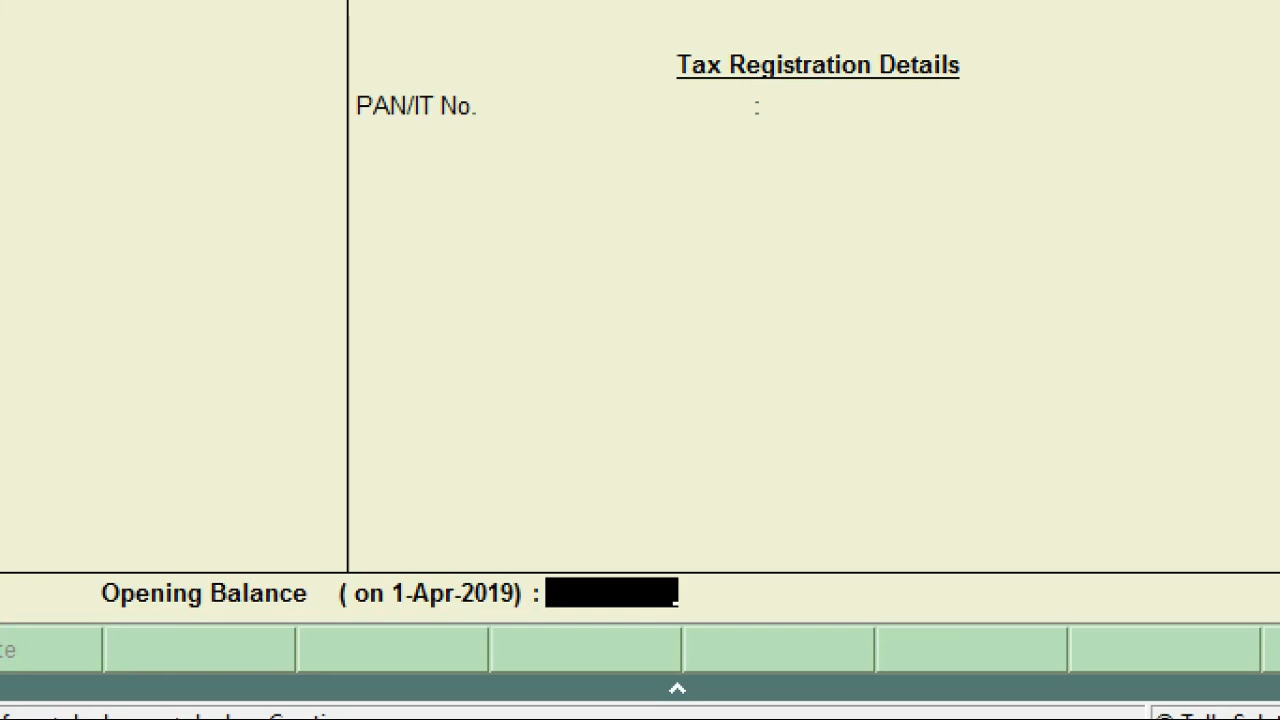 Tax Registration Details
PAN/IT No. :
Opening Balance ( on 1-Apr-2019) :